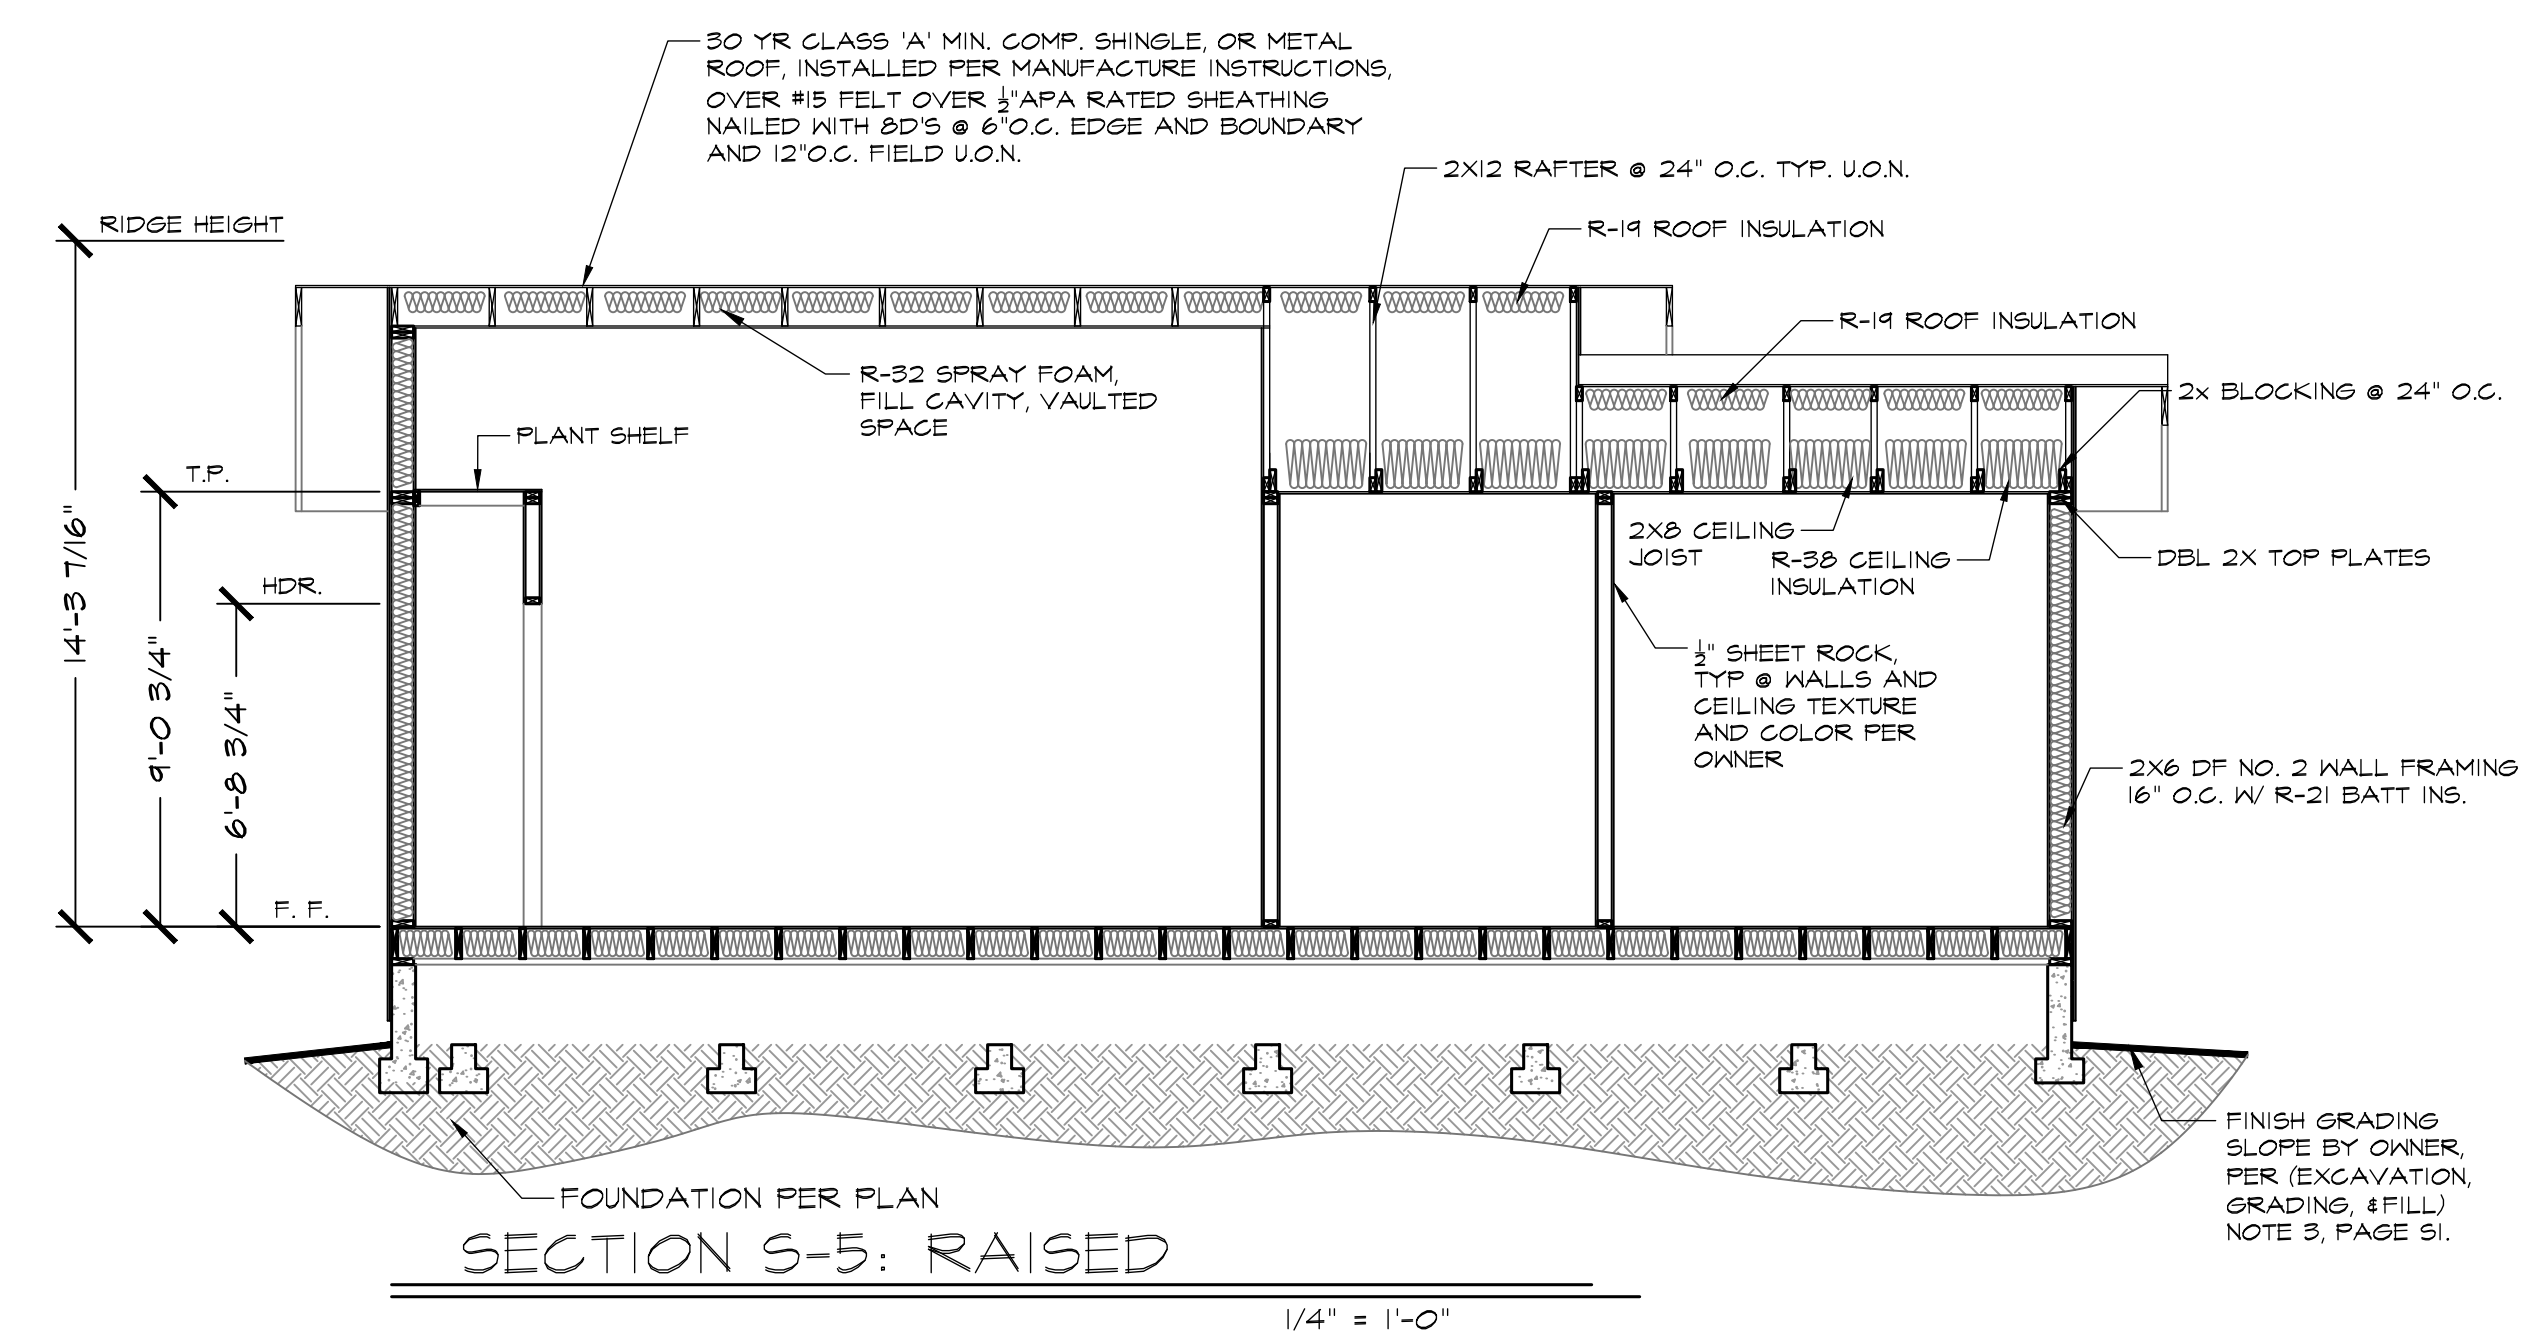 30 YR CLASS 'A' MIN. COMP. SHINGLE, OR METAL
ROOF, INSTALLED PER MANUFACTURE INSTRUCTIONS,
OVER #15 FELT OVER ½"APA RATED SHEATHING
NAILED WITH 8D'S @ 6"O.C. EDGE AND BOUNDARY
AND 12"O.C. FIELD U.O.N.
2X12 RAFTER @ 24" O.C. TYP. U.O.N.
R-19 ROOF INSULATION
RIDGE HEIGHT
R-19 ROOF INSULATION
R-32 SPRAY FOAM,
FILL CAVITY, VAULTED
SPACE
2x BLOCKING @ 24" O.C.
PLANT SHELF
T.P.
2X8 CEILING
JOIST
R-38 CEILING
INSULATION
DBL 2X TOP PLATES
HDR.
14'-3 7/16"
9'-0 3/4"
6'-8 3/4"
½" SHEET ROCK,
TYP @ WALLS AND
CEILING TEXTURE
AND COLOR PER
OWNER
2X6 DF NO. 2 WALL FRAMING
16" O.C. W/ R-21 BATT INS.
F. F.
FINISH GRADING
SLOPE BY OWNER,
PER (EXCAVATION,
GRADING, &FILL)
NOTE 3, PAGE S1.
FOUNDATION PER PLAN
SECTION S-5: RAISED
1/4" = 1'-0"